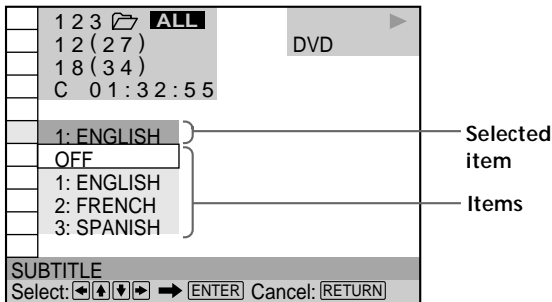 1 2 3 ALL
1 2 ( 2 7 )
DVD
1 8 ( 3 4 )
C 0 1 : 3 2 : 5 5
1: ENGLISH
Selected item
OFF
1: ENGLISH
2: FRENCH
Items
3: SPANISH
SUBTITLE
Select: ENTER Cancel: RETURN